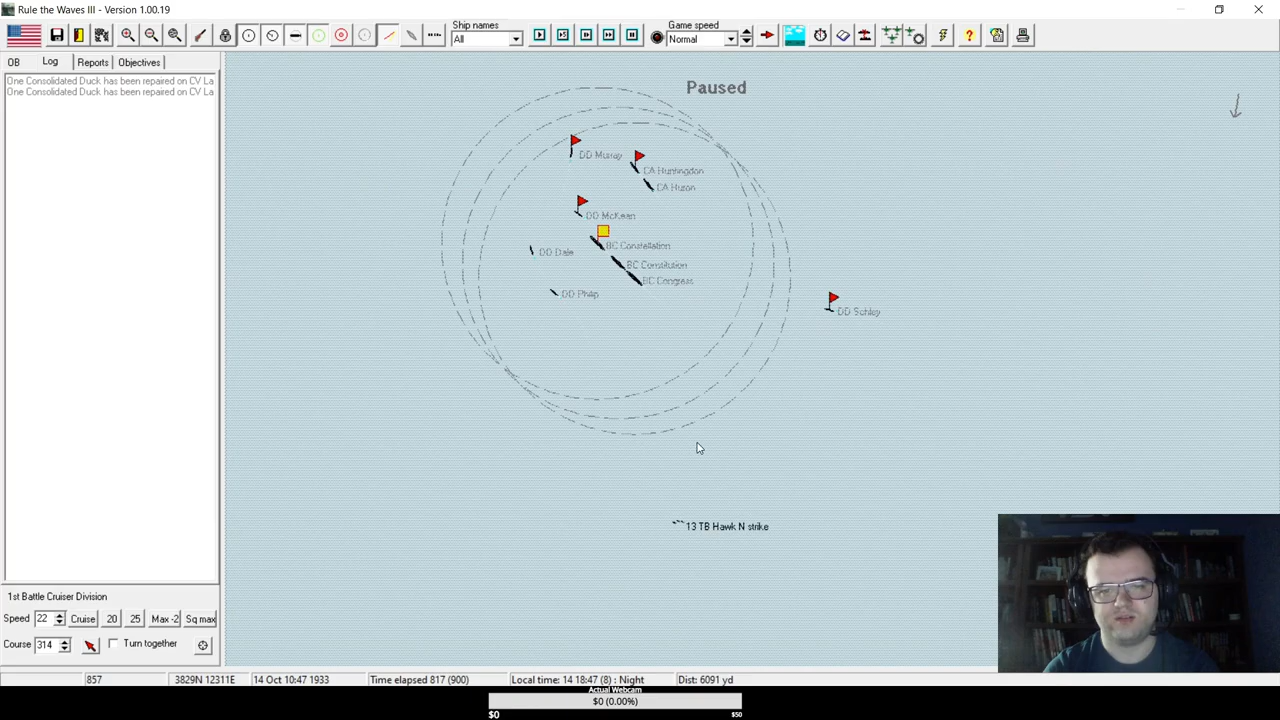 Rule the Waves III - Version 1.00.19
Ship names
All
Game speed
Normal
OB
Log
Reports
Objectives
One Consolidated Duck has been repaired on CV La
One Consolidated Duck has been repaired on CV La
Paused
DD Murray
CA Huntingdon
CA Huron
DD McKean
BC Constellation
DD Dale
BC Constitution
BC Congress
DD Philip
DD Schley
13 TB Hawk N strike
1st Battle Cruiser Division
Speed 22 Cruise 20 25 Max -2 Sq max
Course 314 Turn together
857 3829N 12311E 14 Oct 10:47 1933 Time elapsed 817 (900) Local time: 14 18:47 (8) : Night Dist: 6091 yd
Actual Webcam
$0 (0.00%)
$0 $50